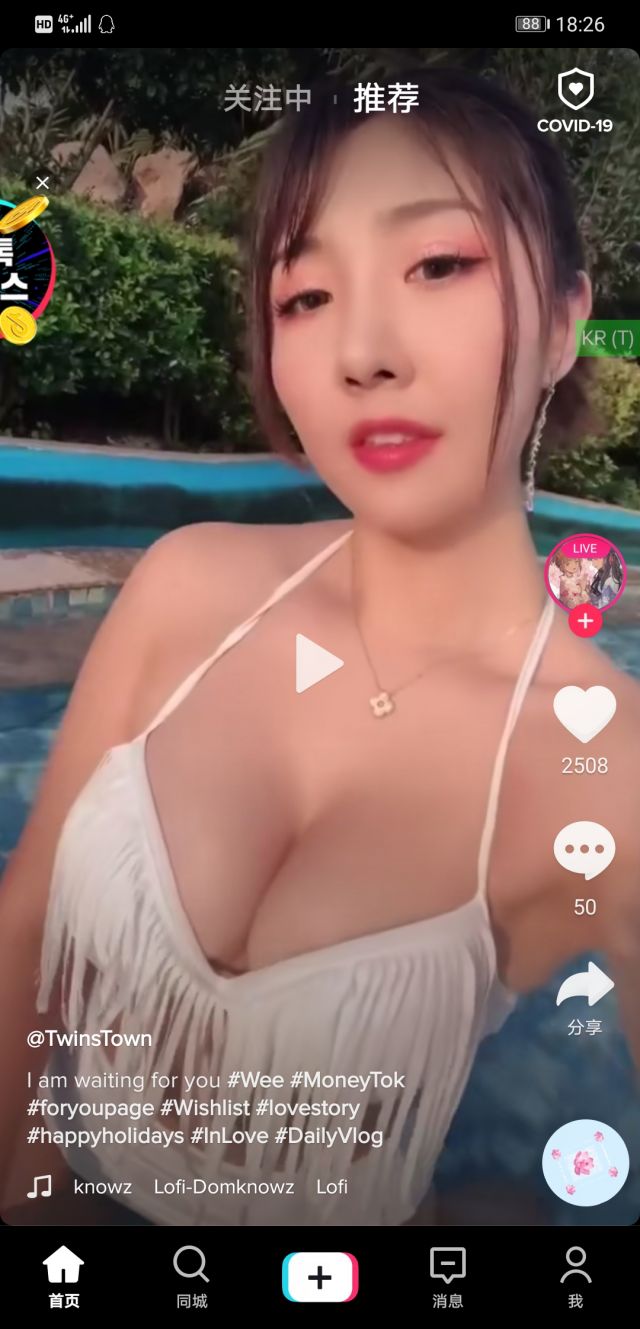 HD 4G+ 88 18:26
关注中 推荐
COVID-19
톡
스
KR (T)
LIVE
2508
50
分享
@TwinsTown
I am waiting for you #Wee #MoneyTok
#foryoupage #Wishlist #lovestory
#happyholidays #InLove #DailyVlog
knowz Lofi-Domknowz Lofi
首页 同城 消息 我